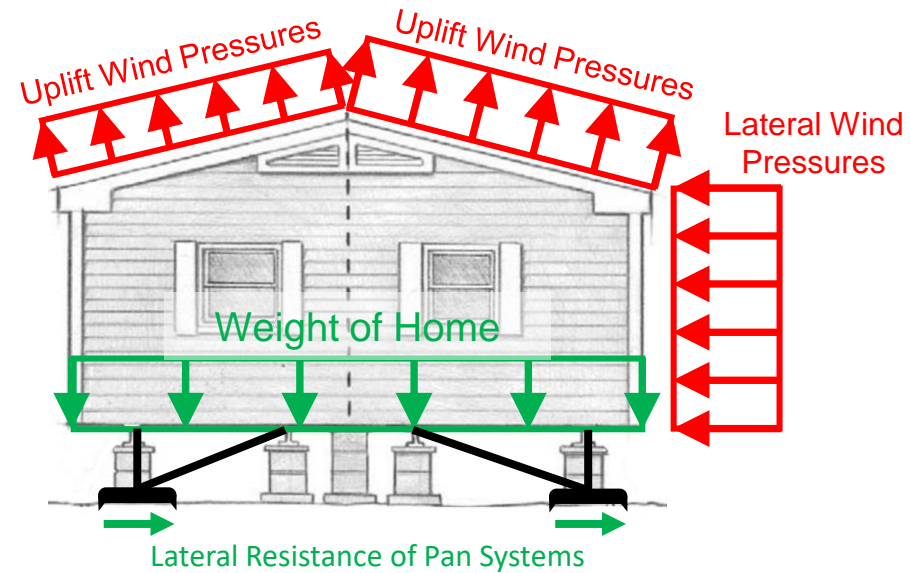 Uplift Wind Pressures
Uplift Wind Pressures
Lateral Wind
Pressures
Weight of Home
Lateral Resistance of Pan Systems